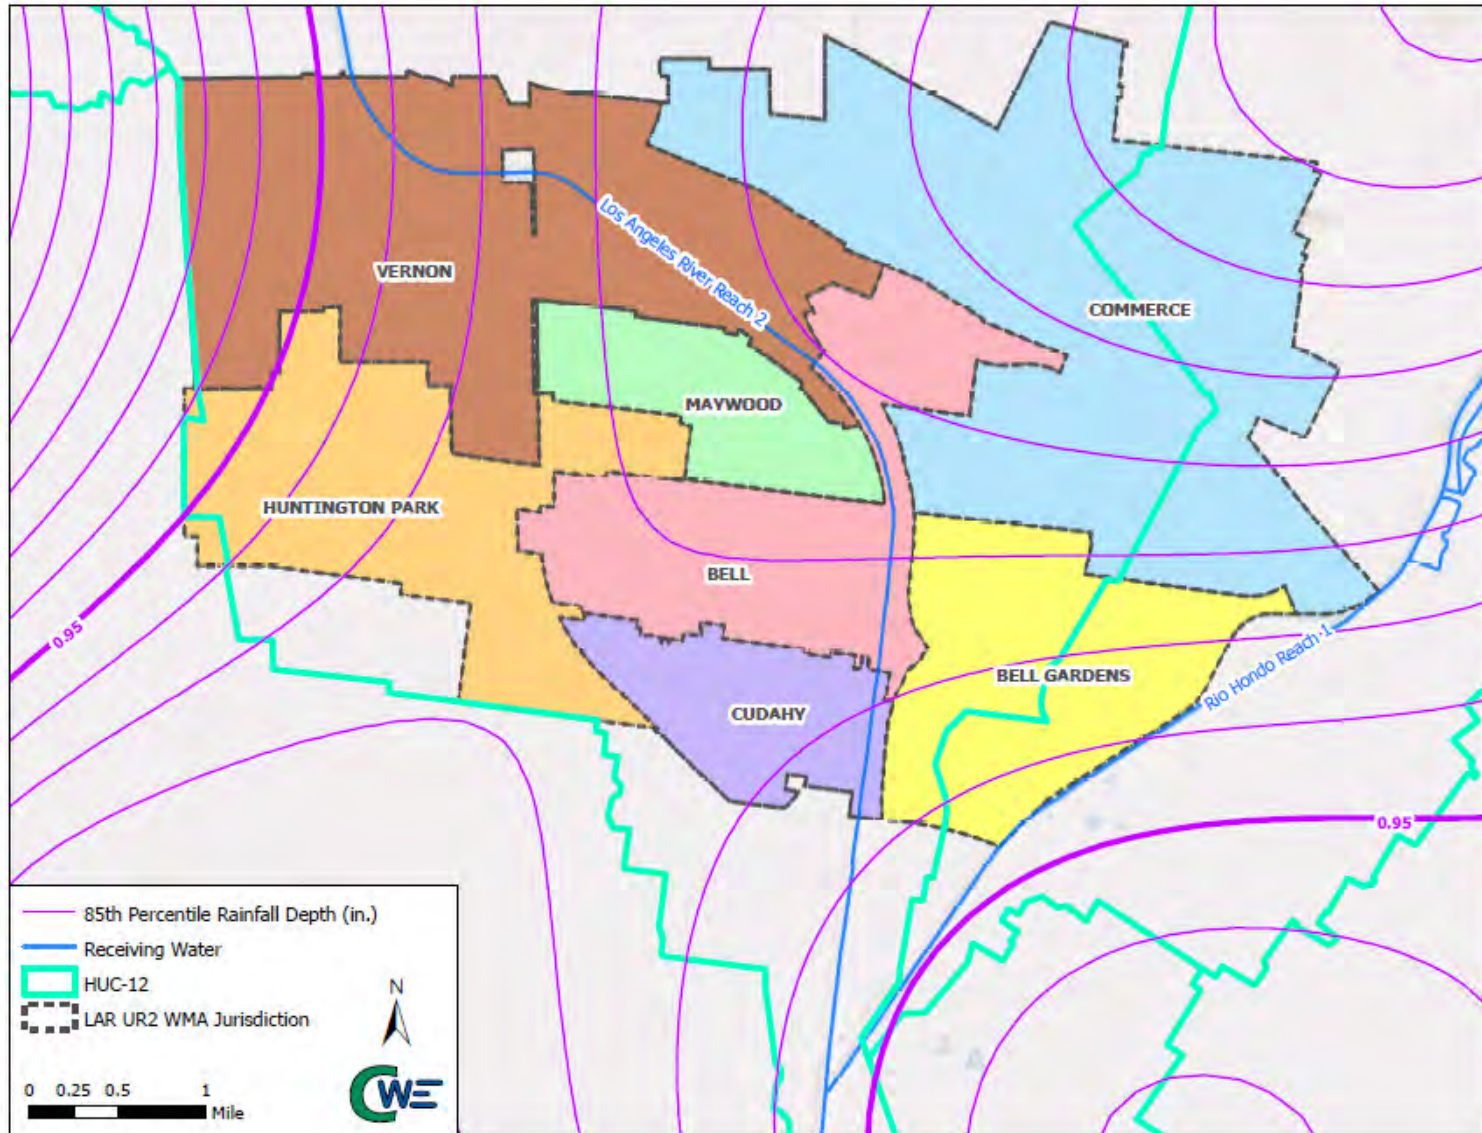 VERNON
Los Angeles River Reach 2
COMMERCE
MAYWOOD
HUNTINGTON PARK
BELL
0.95
BELL GARDENS
Rio Hondo Reach 1
CUDAHY
0.95
85th Percentile Rainfall Depth (in.)
Receiving Water
HUC-12
LAR UR2 WMA Jurisdiction
N
0 0.25 0.5 1
Mile
CWE